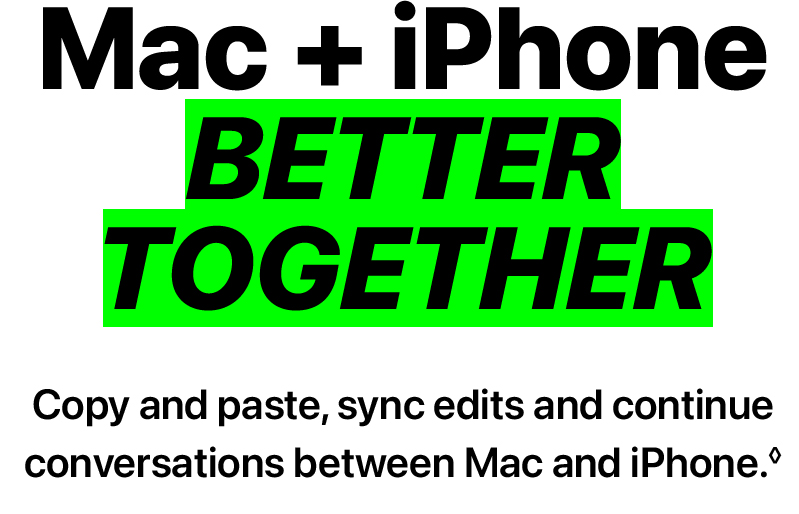 Mac + iPhone
BETTER
TOGETHER
Copy and paste, sync edits and continue
conversations between Mac and iPhone.◊